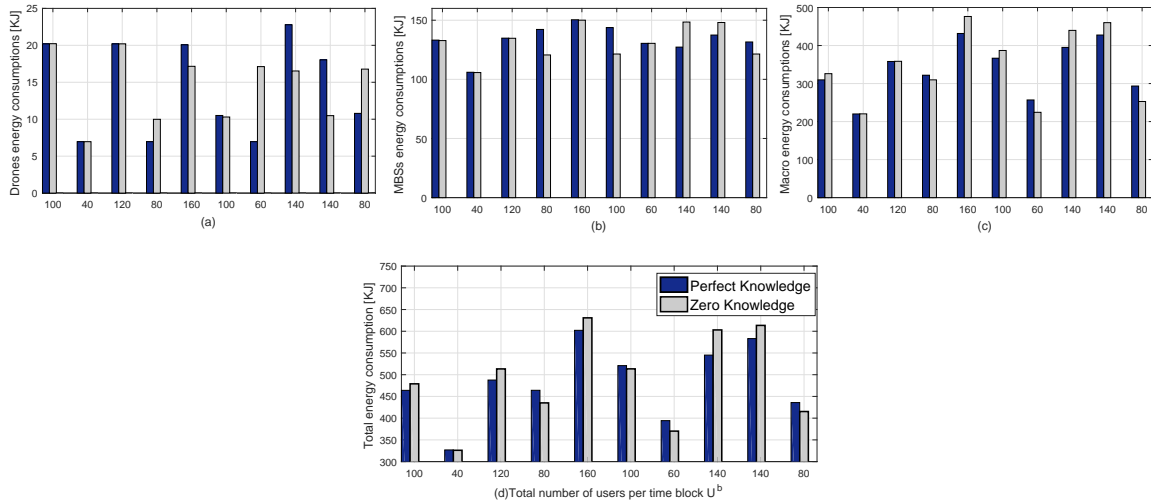 Drones energy consumptions [KJ]
25
20
15
10
5
0
100 40 120 80 160 100 60 140 140 80
(a)
MBSs energy consumptions [KJ]
150
100
50
0
100 40 120 80 160 100 60 140 140 80
(b)
Macro energy consumptions [KJ]
500
400
300
200
100
0
100 40 120 80 160 100 60 140 140 80
(c)
Total energy consumption [KJ]
750
700
650
600
550
500
450
400
350
300
Perfect Knowledge
Zero Knowledge
100 40 120 80 160 100 60 140 140 80
(d)Total number of users per time block U^b